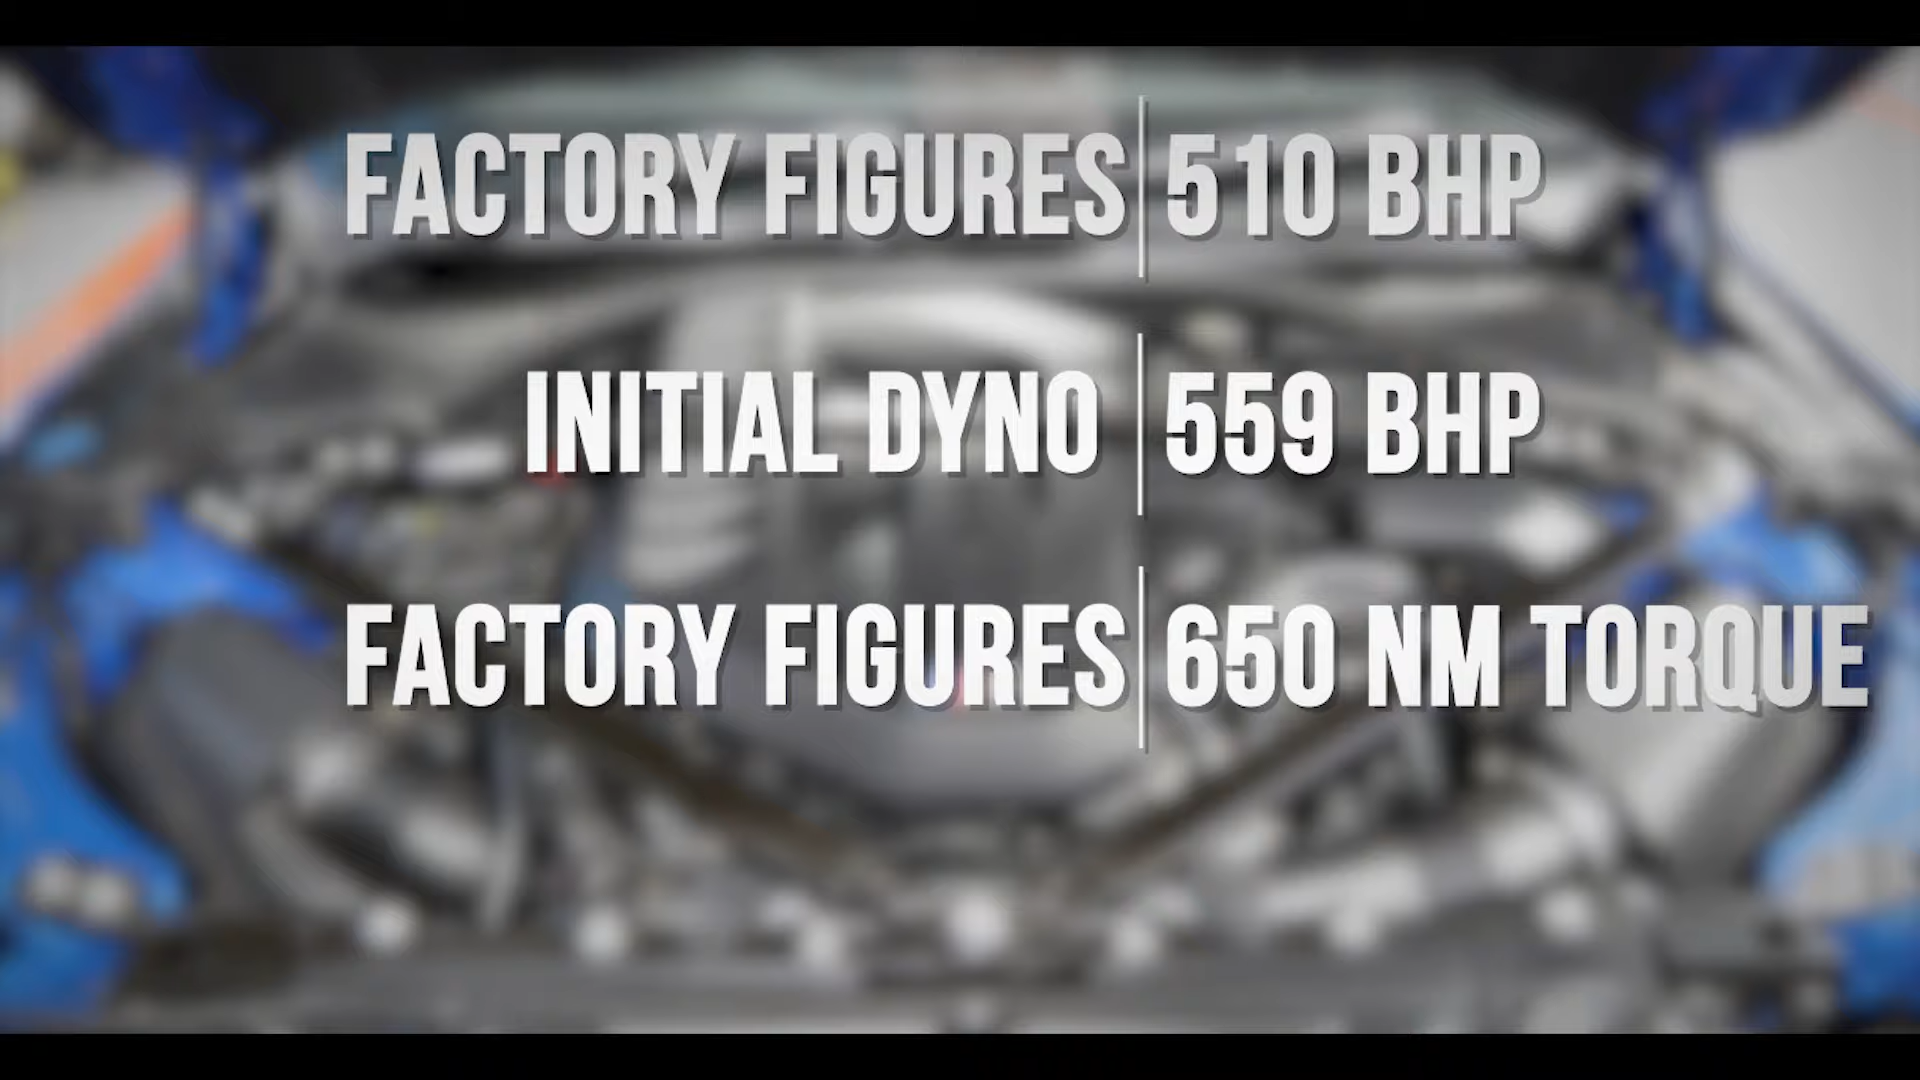 FACTORY FIGURES | 510 BHP
INITIAL DYNO | 559 BHP
FACTORY FIGURES | 650 NM TORQUE